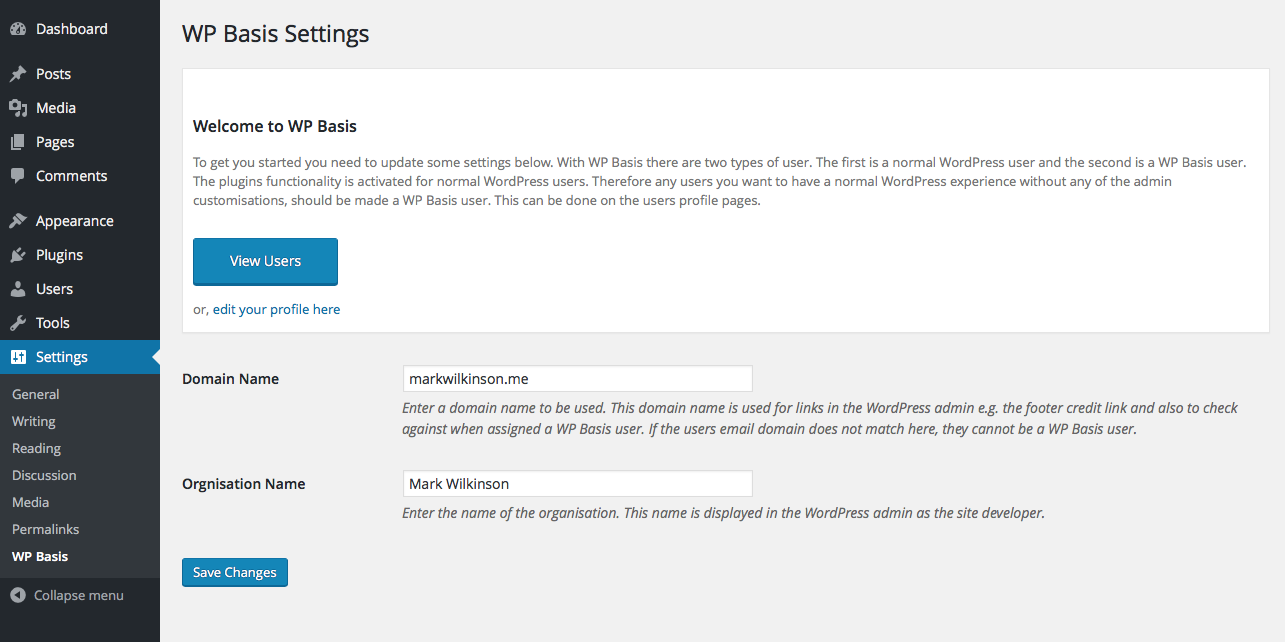 Dashboard
Posts
Media
Pages
Comments
Appearance
Plugins
Users
Tools
Settings
General
Writing
Reading
Discussion
Media
Permalinks
WP Basis
Collapse menu
WP Basis Settings
Welcome to WP Basis
To get you started you need to update some settings below. With WP Basis there are two types of user. The first is a normal WordPress user and the second is a WP Basis user.
The plugins functionality is activated for normal WordPress users. Therefore any users you want to have a normal WordPress experience without any of the admin
customisations, should be made a WP Basis user. This can be done on the users profile pages.
View Users
or, edit your profile here
Domain Name
markwilkinson.me
Enter a domain name to be used. This domain name is used for links in the WordPress admin e.g. the footer credit link and also to check
against when assigned a WP Basis user. If the users email domain does not match here, they cannot be a WP Basis user.
Orgnisation Name
Mark Wilkinson
Enter the name of the organisation. This name is displayed in the WordPress admin as the site developer.
Save Changes